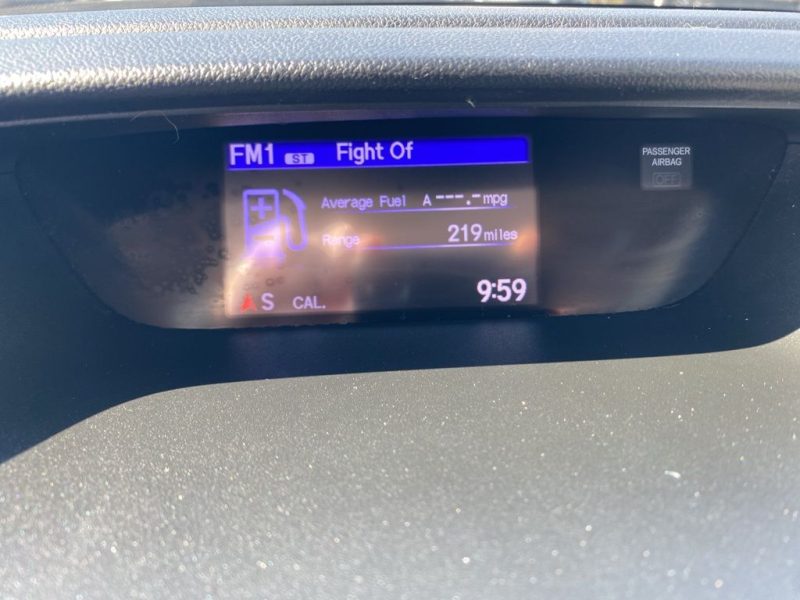 FM1 ST Fight Of
PASSENGER
AIRBAG
OFF
Average Fuel A ---.- mpg
Range 219 miles
S CAL. 9:59